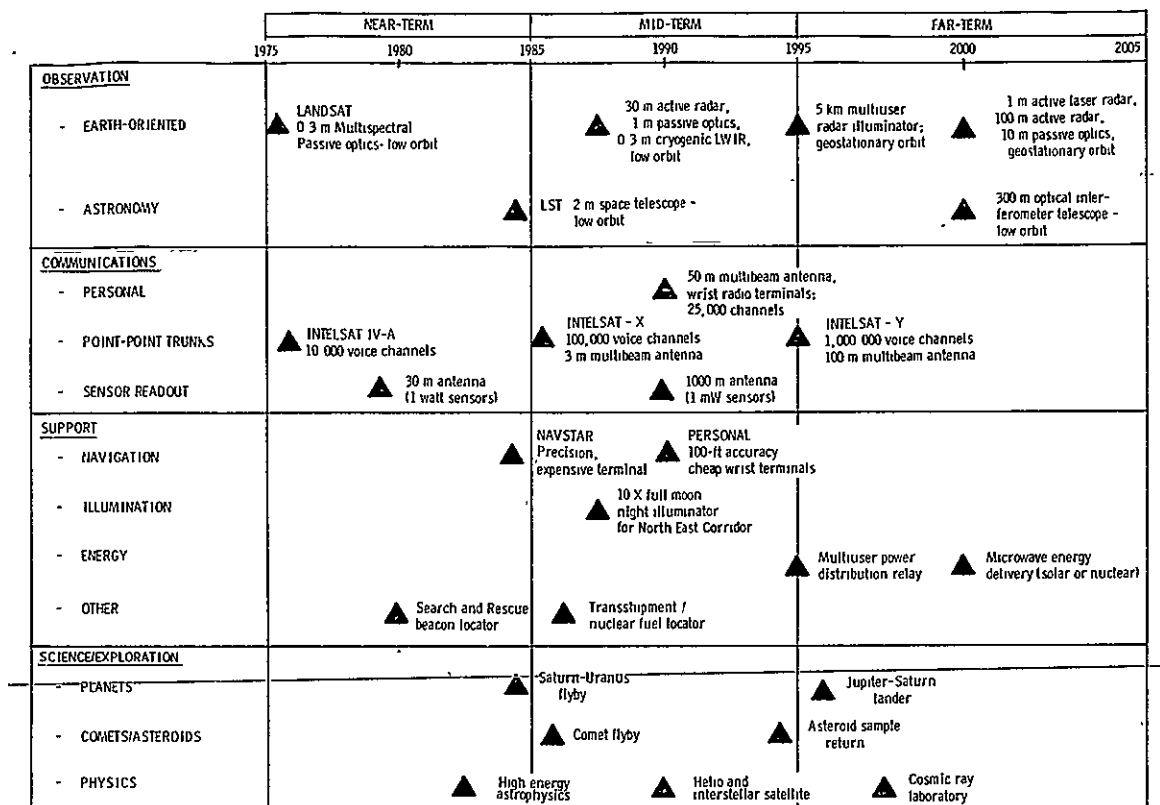 NEAR-TERM MID-TERM FAR-TERM
1975 1980 1985 1990 1995 2000 2005
OBSERVATION
- EARTH-ORIENTED
LANDSAT
0 3 m Multispectral
Passive optics- low orbit
30 m active radar,
1 m passive optics,
0 3 m cryogenic LWIR,
low orbit
5 km multiuser
radar illuminator;
geostationary orbit
1 m active laser radar,
100 m active radar,
10 m passive optics,
geostationary orbit
- ASTRONOMY
LST 2 m space telescope -
low orbit
300 m optical inter-
ferometer telescope -
low orbit
COMMUNICATIONS
- PERSONAL
50 m multibeam antenna,
wrist radio terminals;
25,000 channels
- POINT-POINT TRUNKS
INTELSAT IV-A
10 000 voice channels
INTELSAT - X
100,000 voice channels
3 m multibeam antenna
INTELSAT - Y
1,000 000 voice channels
100 m multibeam antenna
- SENSOR READOUT
30 m antenna
(1 watt sensors)
1000 m antenna
(1 mW sensors)
SUPPORT
- NAVIGATION
NAVSTAR
Precision,
expensive terminal
PERSONAL
100-ft accuracy
cheap wrist terminals
- ILLUMINATION
10 X full moon
night illuminator
for North East Corridor
- ENERGY
Multiuser power
distribution relay
Microwave energy
delivery (solar or nuclear)
- OTHER
Search and Rescue
beacon locator
Transshipment /
nuclear fuel locator
SCIENCE/EXPLORATION
- PLANETS
Saturn-Uranus
flyby
Jupiter-Saturn
lander
- COMETS/ASTEROIDS
Comet flyby
Asteroid sample
return
- PHYSICS
High energy
astrophysics
Helio and
interstellar satellite
Cosmic ray
laboratory